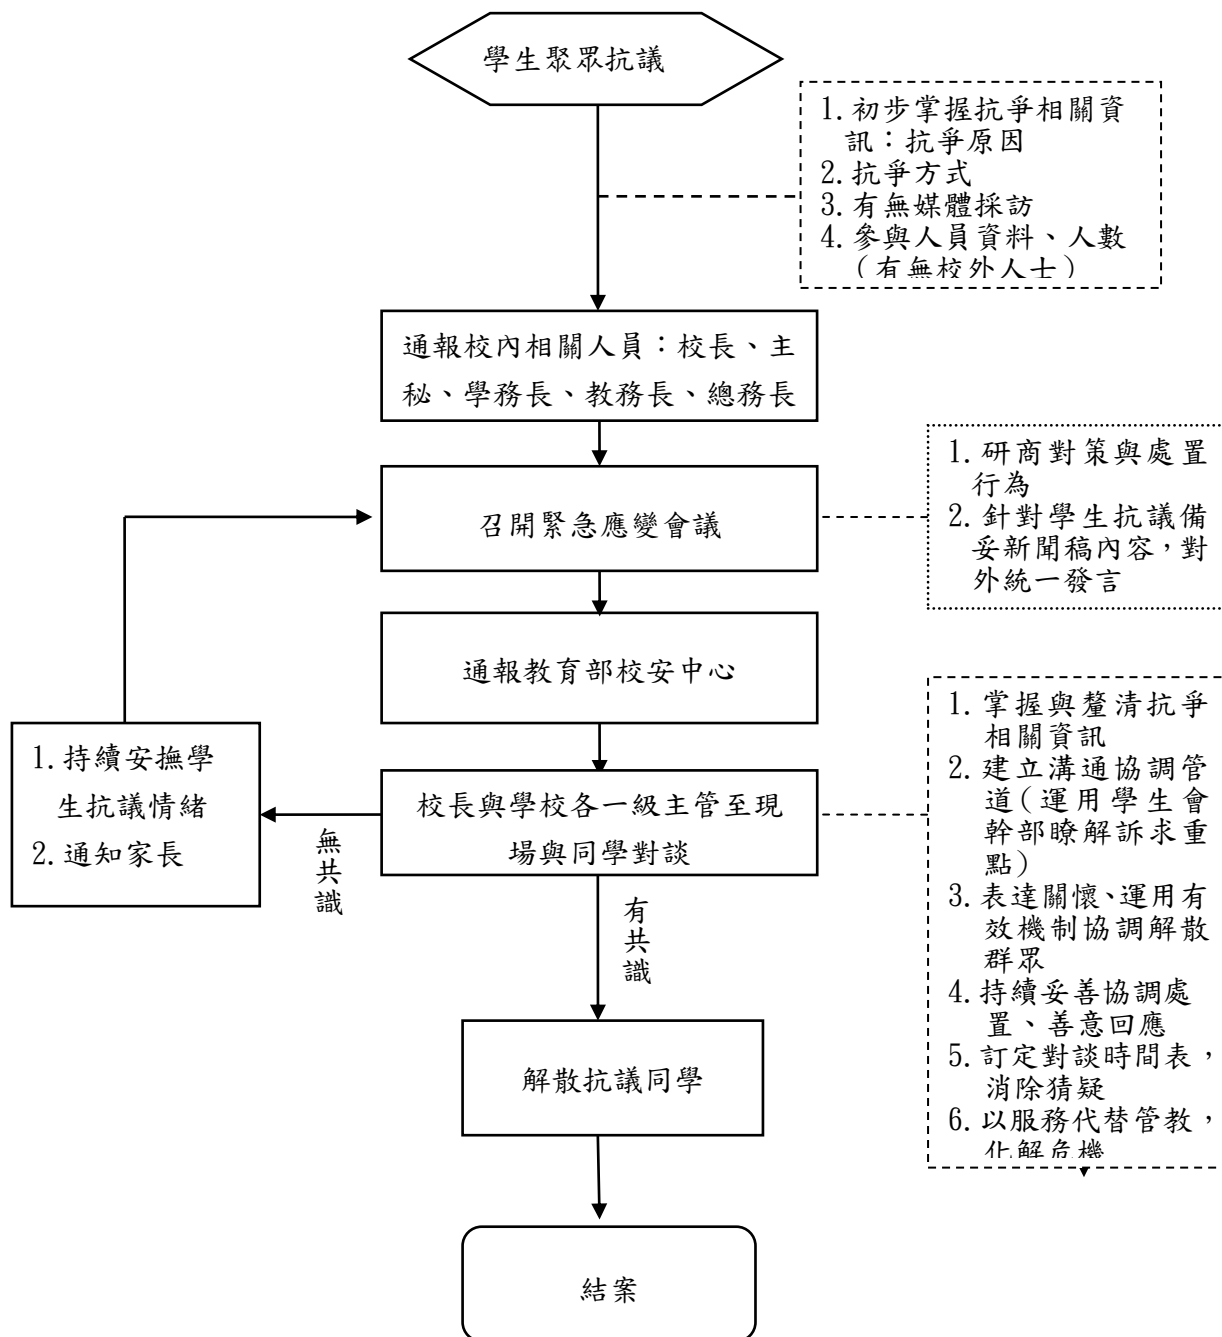 學生聚眾抗議
1.初步掌握抗爭相關資
訊：抗爭原因
2.抗爭方式
3.有無媒體採訪
4.參與人員資料、人數
（有無校外人士）
通報校內相關人員：校長、主
秘、學務長、教務長、總務長
召開緊急應變會議
1.研商對策與處置
行為
2.針對學生抗議備
妥新聞稿內容，對
外統一發言
通報教育部校安中心
1.持續安撫學
生抗議情緒
2.通知家長
無共識
校長與學校各一級主管至現
場與同學對談
有共識
1.掌握與釐清抗爭
相關資訊
2.建立溝通協調管
道(運用學生會
幹部瞭解訴求重
點)
3.表達關懷、運用有
效機制協調解散
群眾
4.持續妥善協調處
置、善意回應
5.訂定對談時間表，
消除猜疑
6.以服務代替管教，
化解危機
解散抗議同學
結案